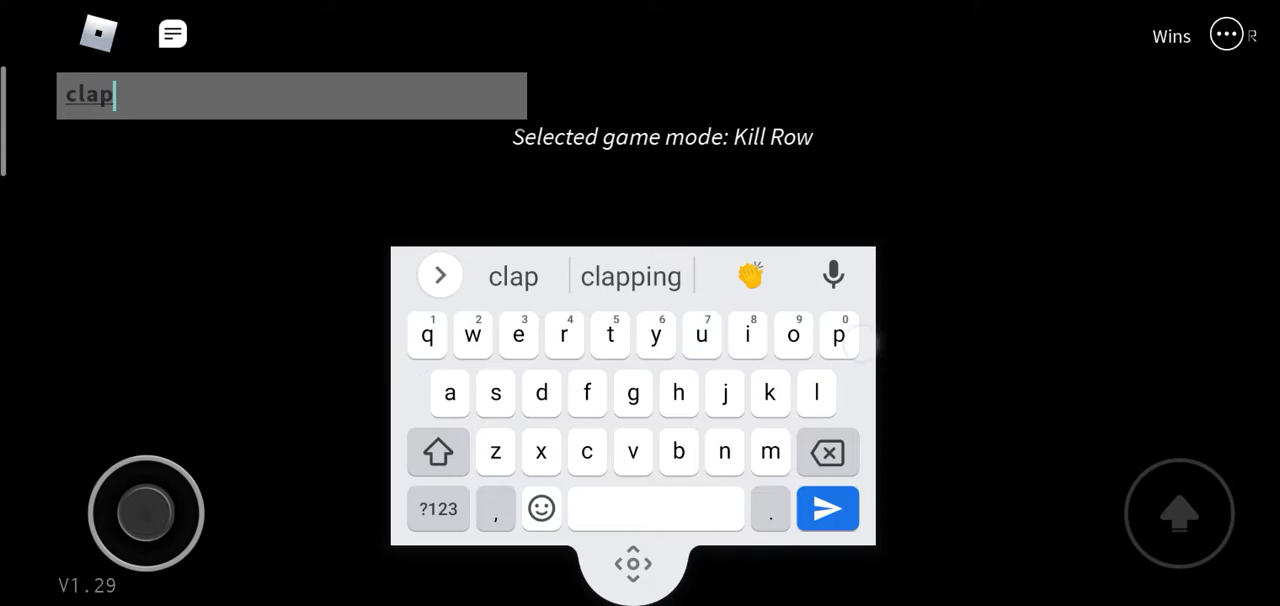 Wins
R
clap
Selected game mode: Kill Row
clap clapping
1 2 3 4 5 6 7 8 9 0
q w e r t y u i o p
a s d f g h j k l
z x c v b n m
?123 , .
V1.29